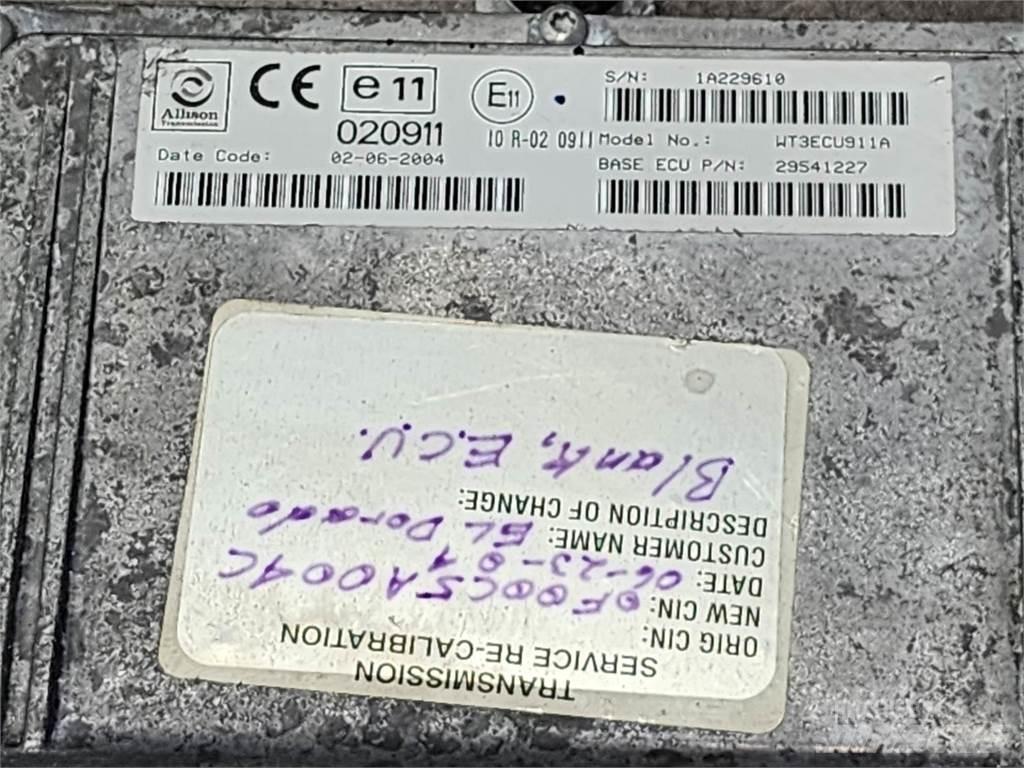 Allison
Transmission
CE
e 11
020911
E11
10 R-02 0911
S/N: 1A229610
Model No.: WT3ECU911A
BASE ECU P/N: 29541227
Date Code: 02-06-2004
TRANSMISSION
SERVICE RE-CALIBRATION
ORIG CIN:
NEW CIN: 0F00C5A004C
DATE: 06-23-04
CUSTOMER NAME: EL Dorado
DESCRIPTION OF CHANGE:
Blank, E.C.U.